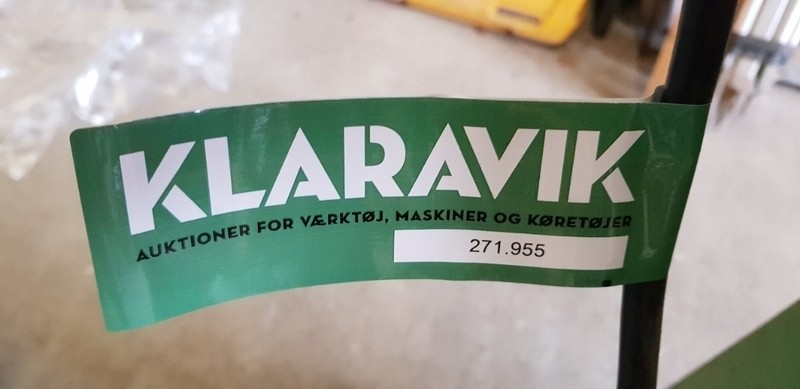 KLARAVIK
AUKTIONER FOR VÆRKTØJ, MASKINER OG KØRETØJER
271.955